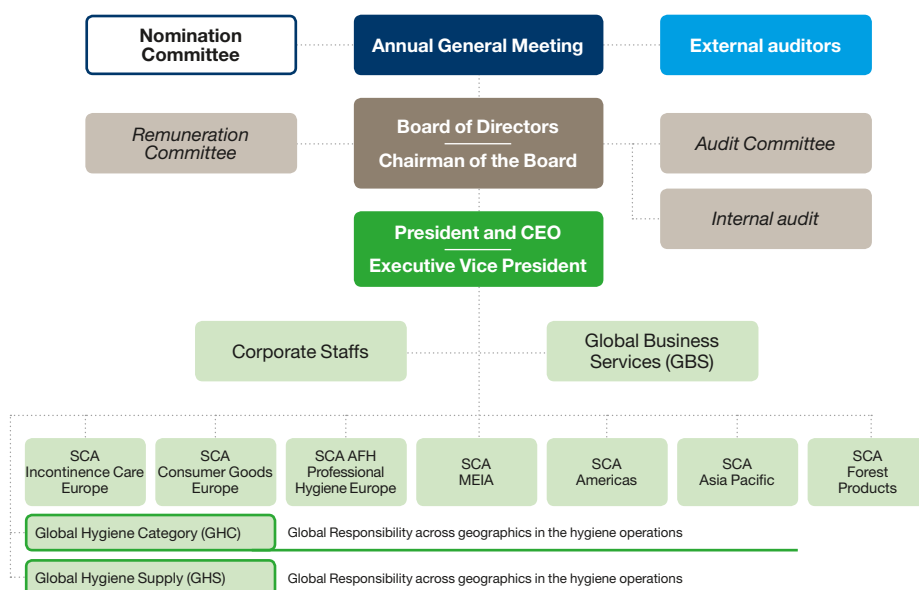 Nomination
Committee
Annual General Meeting
External auditors
Remuneration
Committee
Board of Directors
Chairman of the Board
Audit Committee
Internal audit
President and CEO
Executive Vice President
Corporate Staffs
Global Business
Services (GBS)
SCA
Incontinence Care
Europe
SCA
Consumer Goods
Europe
SCA AFH
Professional
Hygiene Europe
SCA
MEIA
SCA
Americas
SCA
Asia Pacific
SCA
Forest
Products
Global Hygiene Category (GHC)
Global Responsibility across geographics in the hygiene operations
Global Hygiene Supply (GHS)
Global Responsibility across geographics in the hygiene operations